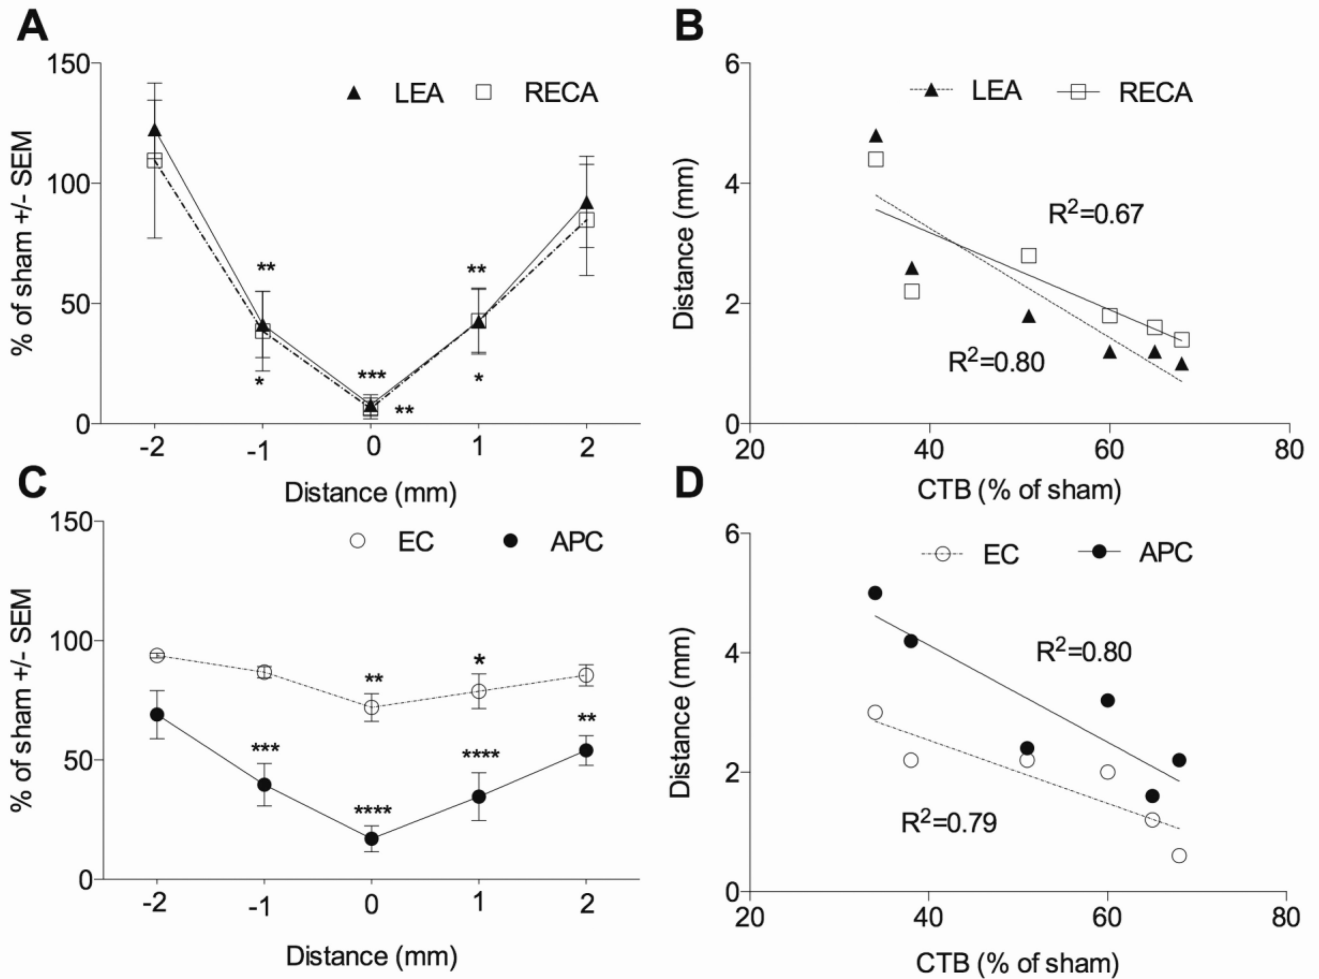 A
150
LEA RECA
% of sham +/- SEM
100
50
0
**
*
***
**
**
*
-2 -1 0 1 2
Distance (mm)
B
6
LEA RECA
Distance (mm)
4
2
0
R²=0.67
R²=0.80
20 40 60 80
CTB (% of sham)
C
150
EC APC
% of sham +/- SEM
100
50
0
**
*
***
****
****
**
-2 -1 0 1 2
Distance (mm)
D
6
EC APC
Distance (mm)
4
2
0
R²=0.80
R²=0.79
20 40 60 80
CTB (% of sham)